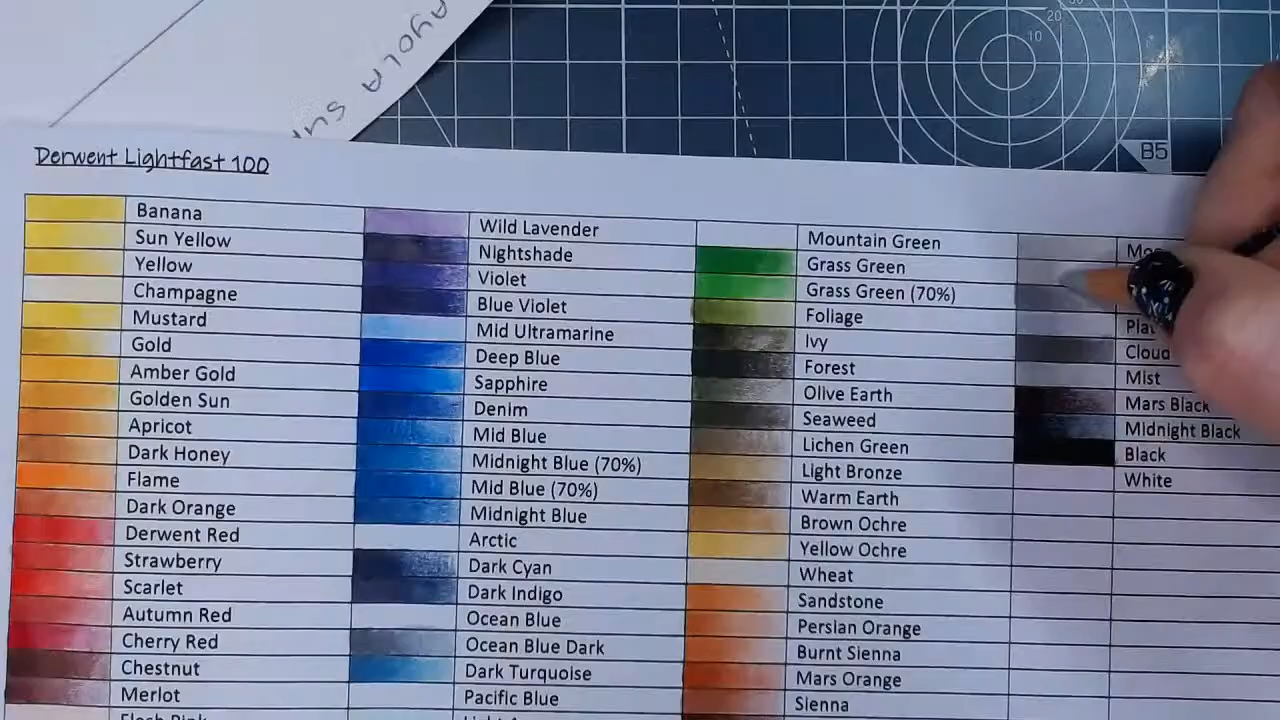 AYOLA
SUP
20
10
B5
Derwent Lightfast 100
Banana
Sun Yellow
Yellow
Champagne
Mustard
Gold
Amber Gold
Golden Sun
Apricot
Dark Honey
Flame
Dark Orange
Derwent Red
Strawberry
Scarlet
Autumn Red
Cherry Red
Chestnut
Merlot
Flesh Pink
Wild Lavender
Nightshade
Violet
Blue Violet
Mid Ultramarine
Deep Blue
Sapphire
Denim
Mid Blue
Midnight Blue (70%)
Mid Blue (70%)
Midnight Blue
Arctic
Dark Cyan
Dark Indigo
Ocean Blue
Ocean Blue Dark
Dark Turquoise
Pacific Blue
Mountain Green
Grass Green
Grass Green (70%)
Foliage
Ivy
Forest
Olive Earth
Seaweed
Lichen Green
Light Bronze
Warm Earth
Brown Ochre
Yellow Ochre
Wheat
Sandstone
Persian Orange
Burnt Sienna
Mars Orange
Sienna
Plat
Cloud
Mist
Mars Black
Midnight Black
Black
White